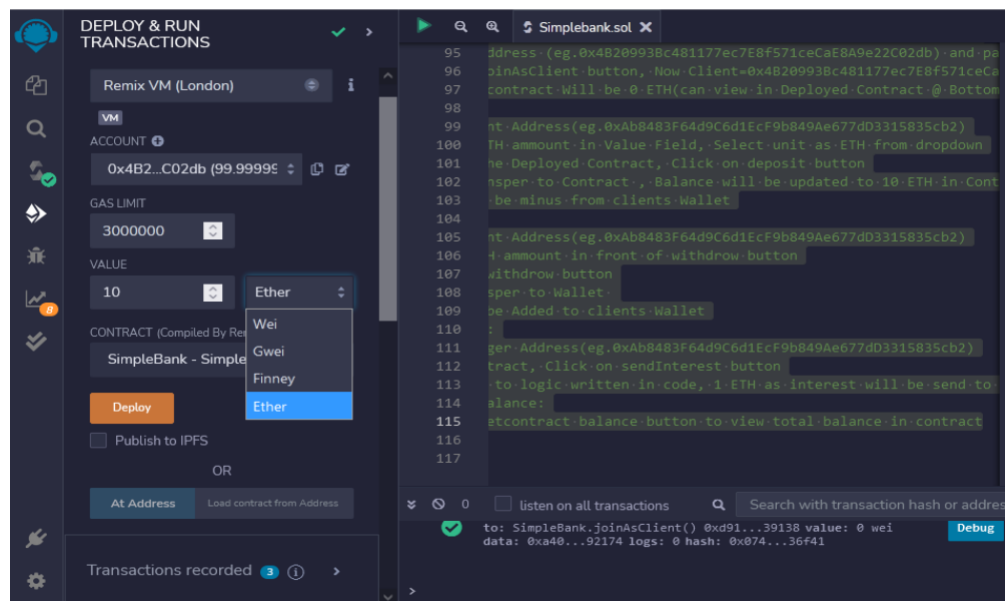 DEPLOY & RUN
TRANSACTIONS
Remix VM (London)
i
VM
ACCOUNT
0x4B2...C02db (99.99999
GAS LIMIT
3000000
VALUE
10
Ether
Wei
Gwei
Finney
Ether
CONTRACT (Compiled By Re
SimpleBank - Simple
Deploy
Publish to IPFS
OR
At Address
Load contract from Address
Transactions recorded 3 i
8
Simplebank.sol
95 ddress (eg.0x4B20993Bc481177ec7E8f571ceCaE8A9e22C02db) and pa
96 oinAsClient button, Now Client=0x4B20993Bc481177ec7E8f571ceCa
97 contract Will be 0 ETH(can view in Deployed Contract @ Bottom
98
99 nt Address(eg.0xAb8483F64d9C6d1EcF9b849Ae677dD3315835cb2)
100 TH ammount in Value Field, Select unit as ETH from dropdown
101 he Deployed Contract, Click on deposit button
102 nsper to Contract , Balance will be updated to 10 ETH in Cont
103 be minus from clients Wallet
104
105 nt Address(eg.0xAb8483F64d9C6d1EcF9b849Ae677dD3315835cb2)
106 H ammount in front of withdrow button
107 withdrow button
108 sper to Wallet
109 be Added to clients Wallet
110 :
111 ger Address(eg.0xAb8483F64d9C6d1EcF9b849Ae677dD3315835cb2)
112 tract, Click on sendInterest button
113 to logic written in code, 1 ETH as interest will be send to
114 alance:
115 etcontract balance button to view total balance in contract
116
117
0
listen on all transactions
Search with transaction hash or addres
to: SimpleBank.joinAsClient() 0xd91...39138 value: 0 wei
Debug
data: 0xa40...92174 logs: 0 hash: 0x074...36f41
>